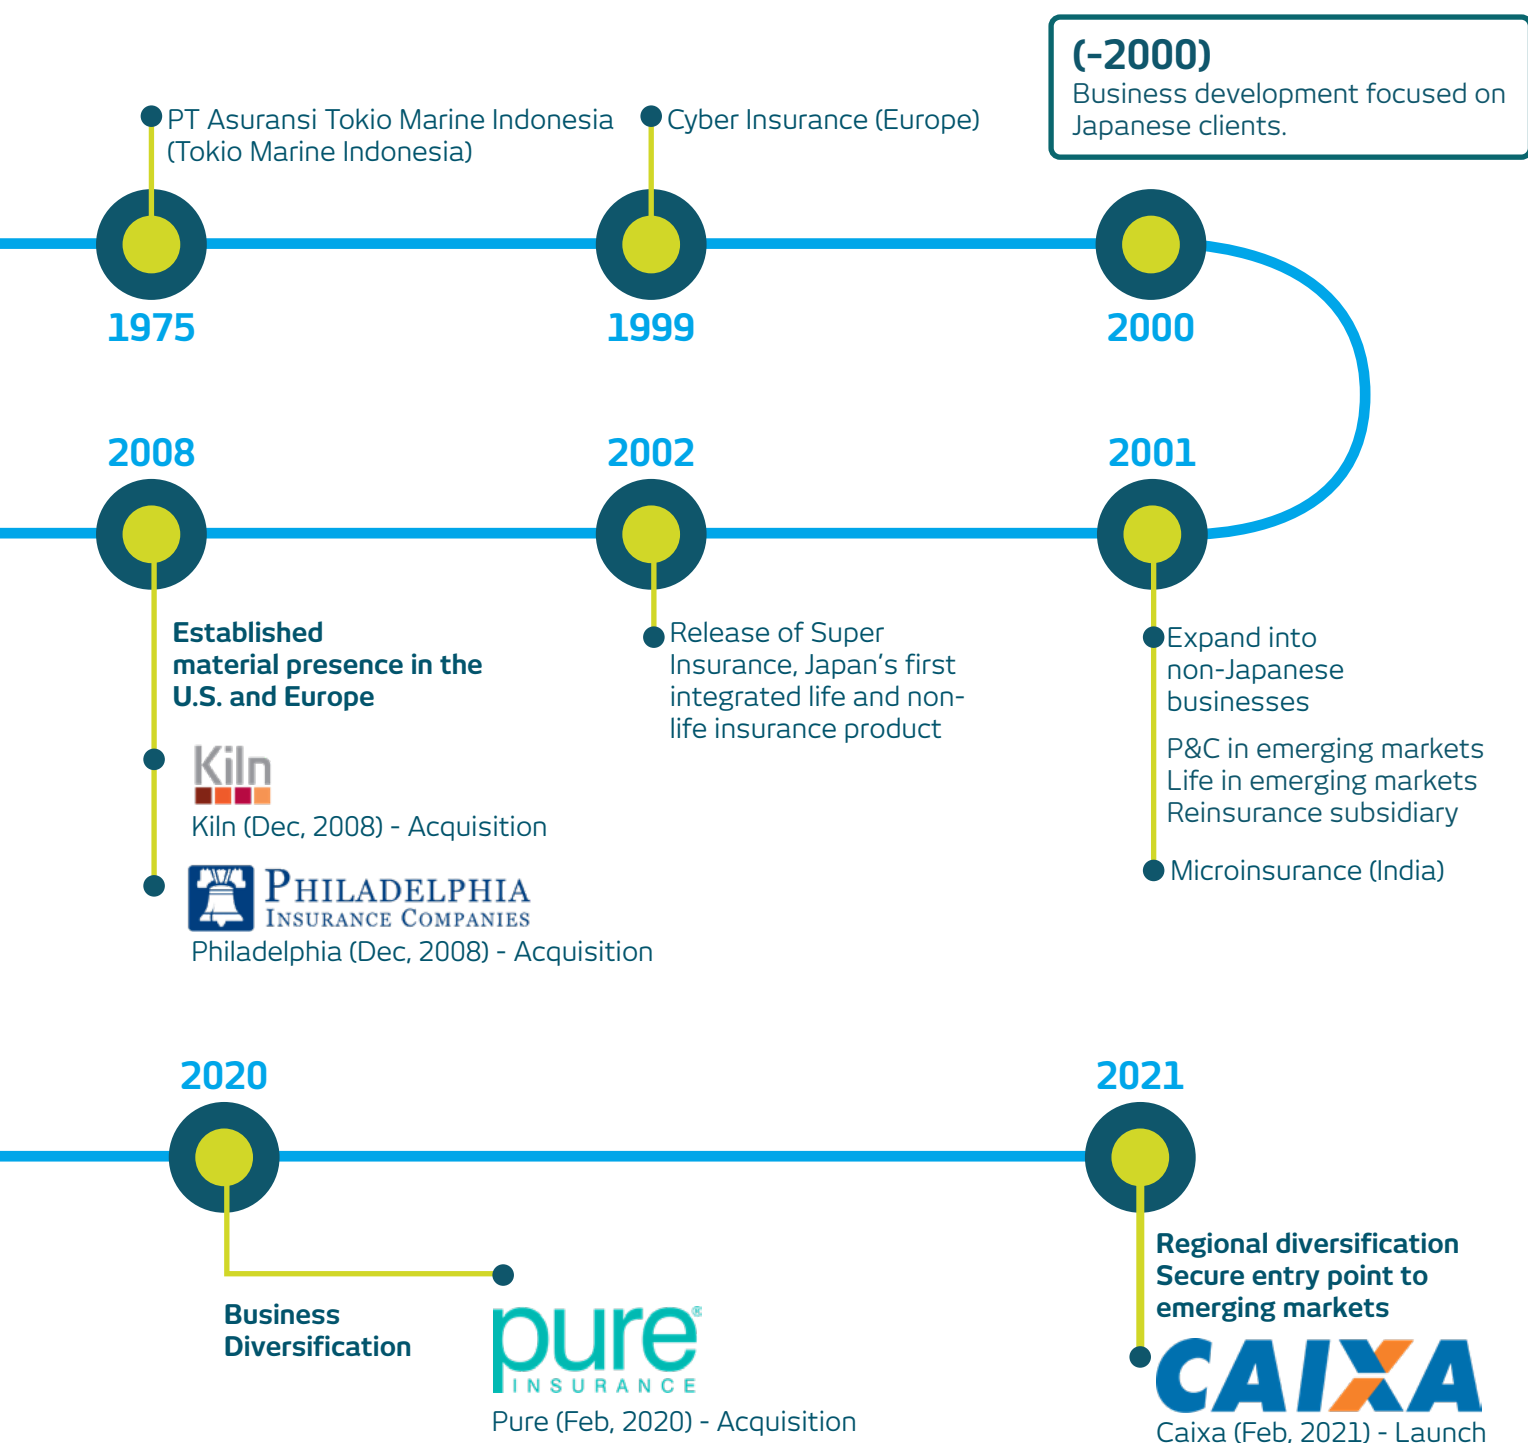 (-2000)
Business development focused on
Japanese clients.
PT Asuransi Tokio Marine Indonesia
(Tokio Marine Indonesia)
Cyber Insurance (Europe)
1975
1999
2000
2008
2002
2001
Established
material presence in the
U.S. and Europe
Kiln
Kiln (Dec, 2008) - Acquisition
PHILADELPHIA
INSURANCE COMPANIES
Philadelphia (Dec, 2008) - Acquisition
Release of Super
Insurance, Japan's first
integrated life and non-
life insurance product
Expand into
non-Japanese
businesses
P&C in emerging markets
Life in emerging markets
Reinsurance subsidiary
Microinsurance (India)
2020
2021
Business
Diversification
pure®
INSURANCE
Pure (Feb, 2020) - Acquisition
Regional diversification
Secure entry point to
emerging markets
CAIXA
Caixa (Feb, 2021) - Launch